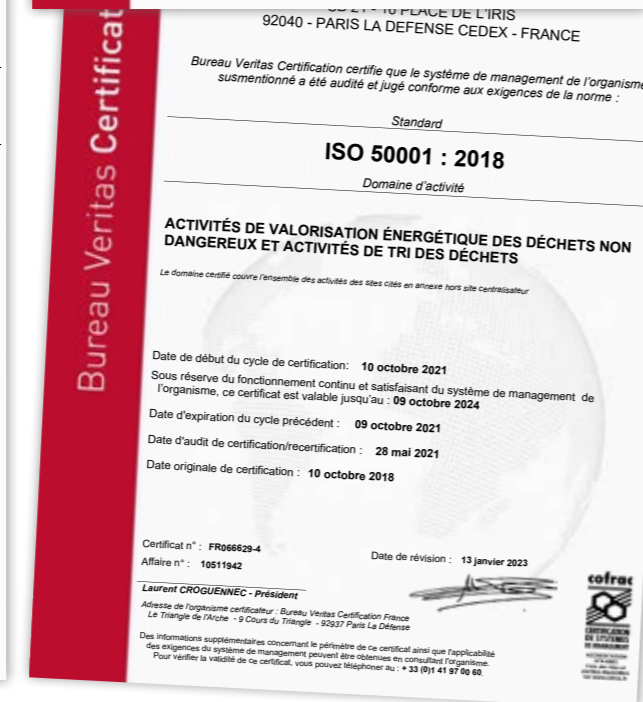 92040 - PARIS LA DEFENSE CEDEX - FRANCE
Bureau Veritas Certification certifie que le système de management de l'organisme
susmentionné a été audité et jugé conforme aux exigences de la norme :
Standard
ISO 50001 : 2018
Domaine d'activité
ACTIVITÉS DE VALORISATION ÉNERGÉTIQUE DES DÉCHETS NON
DANGEREUX ET ACTIVITÉS DE TRI DES DÉCHETS
Le domaine certifié couvre l'ensemble des activités des sites cités en annexe hors site centralisateur
Date de début du cycle de certification: 10 octobre 2021
Sous réserve du fonctionnement continu et satisfaisant du système de management de
l'organisme, ce certificat est valable jusqu'au : 09 octobre 2024
Date d'expiration du cycle précédent : 09 octobre 2021
Date d'audit de certification/recertification : 28 mai 2021
Date originale de certification : 10 octobre 2018
Certificat n° : FR066629-4
Affaire n° : 10511942
Date de révision : 13 janvier 2023
Laurent CROGUENNEC - Président
Adresse de l'organisme certificateur : Bureau Veritas Certification France
Le Triangle de l'Arche - 9 Cours du Triangle - 92937 Paris La Défense
Des informations supplémentaires concernant le périmètre de ce certificat ainsi que l'applicabilité
des exigences du système de management peuvent être obtenues en consultant l'organisme.
Pour vérifier la validité de ce certificat, vous pouvez téléphoner au : + 33 (0)1 41 97 00 60.
Bureau Veritas Certificat
cofrac
CERTIFICATION
DE SYSTEMES
DE MANAGEMENT